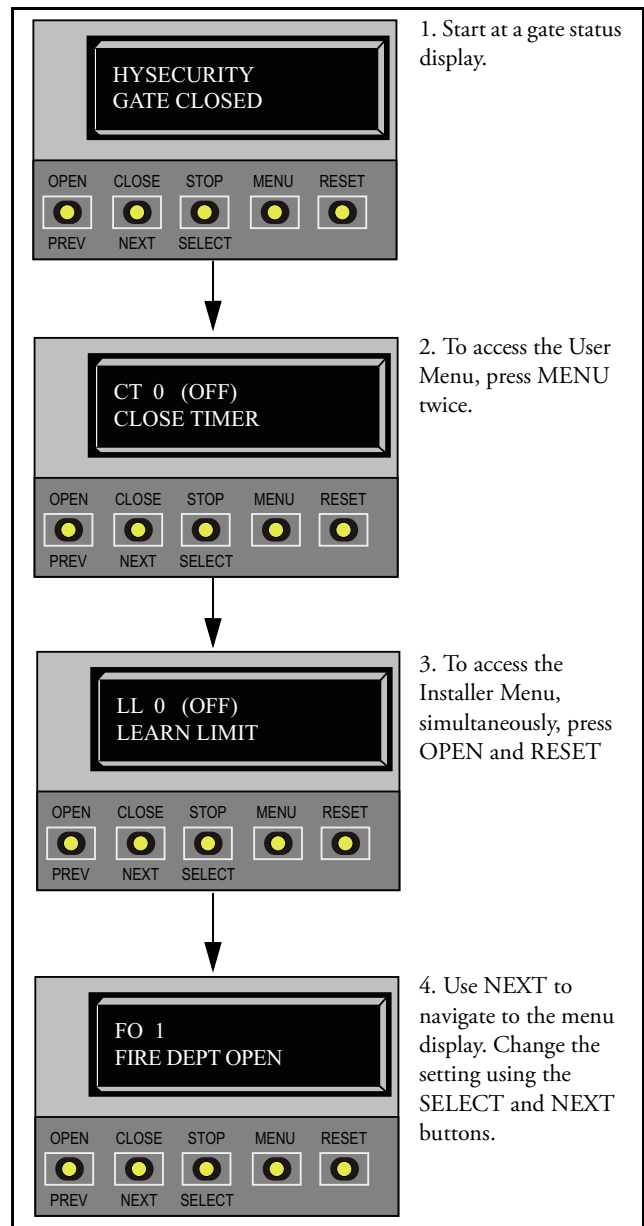 HYSECURITY
GATE CLOSED
OPEN CLOSE STOP MENU RESET
PREV NEXT SELECT
1. Start at a gate status
display.
CT 0 (OFF)
CLOSE TIMER
OPEN CLOSE STOP MENU RESET
PREV NEXT SELECT
2. To access the User
Menu, press MENU
twice.
LL 0 (OFF)
LEARN LIMIT
OPEN CLOSE STOP MENU RESET
PREV NEXT SELECT
3. To access the
Installer Menu,
simultaneously, press
OPEN and RESET
FO 1
FIRE DEPT OPEN
OPEN CLOSE STOP MENU RESET
PREV NEXT SELECT
4. Use NEXT to
navigate to the menu
display. Change the
setting using the
SELECT and NEXT
buttons.